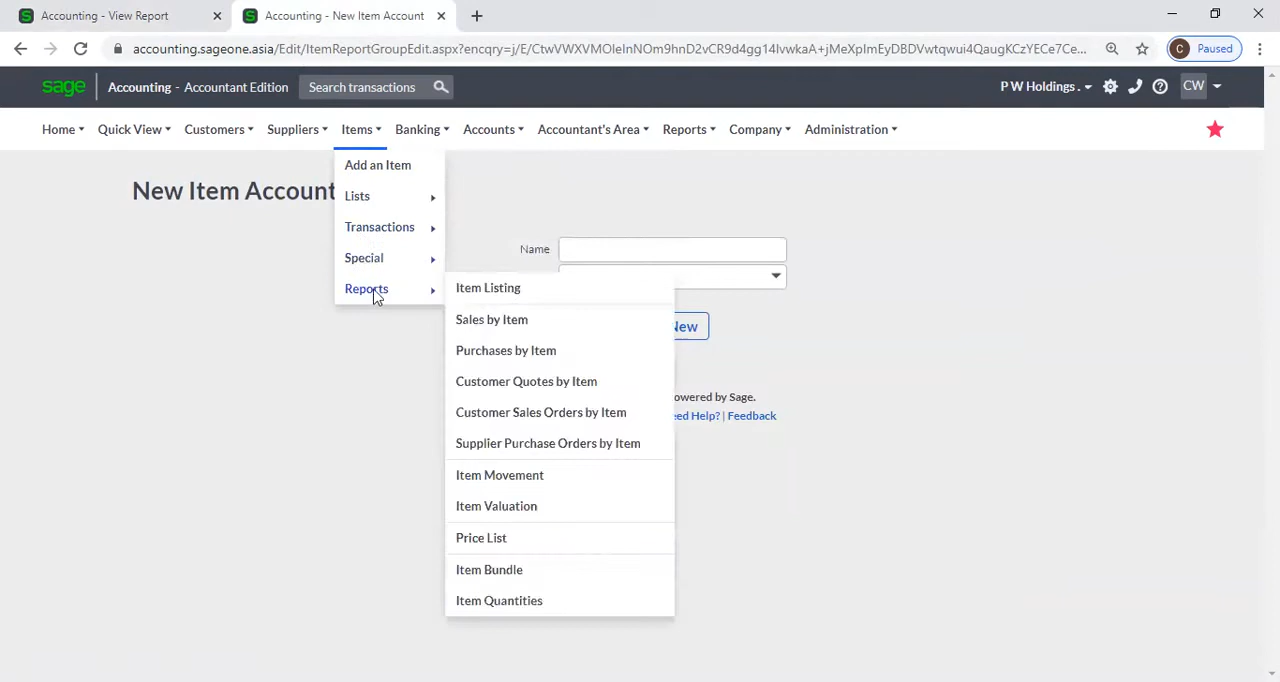 Accounting - View Report
Accounting - New Item Account
accounting.sageone.asia/Edit/ItemReportGroupEdit.aspx?encqry=j/E/CtwVWXVMOIeInNOm9hnD2vCR9d4gg14IvwkaA+jMeXpImEyDBDVwtqwui4QaugKCzYECe7Ce...
C Paused
sage Accounting - Accountant Edition Search transactions P W Holdings . CW
Home Quick View Customers Suppliers Items Banking Accounts Accountant's Area Reports Company Administration
Add an Item
New Item Account
Lists
Transactions
Special
Reports
Name
Item Listing
Sales by Item
New
Purchases by Item
Customer Quotes by Item
owered by Sage.
Customer Sales Orders by Item
eed Help? | Feedback
Supplier Purchase Orders by Item
Item Movement
Item Valuation
Price List
Item Bundle
Item Quantities